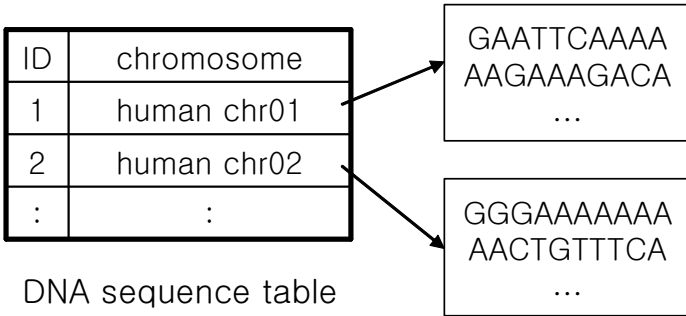 ID chromosome
1 human chr01
2 human chr02
: :
DNA sequence table
GAATTCAAAA
AAGAAAGACA
...
GGGAAAAAAA
AACTGTTTCA
...